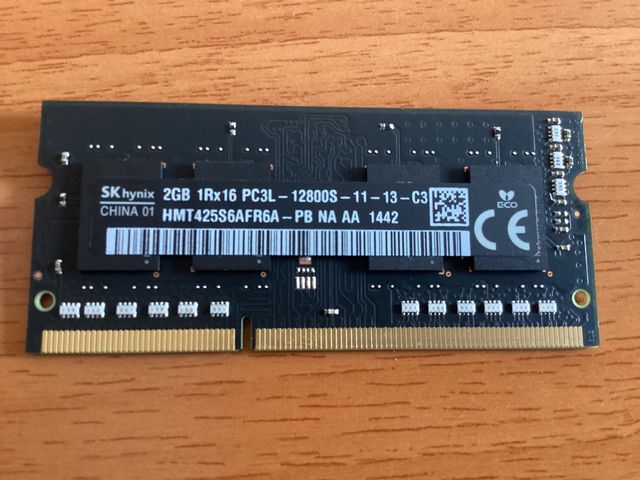 SK hynix 2GB 1Rx16 PC3L-12800S-11-13-C3
CHINA 01 HMT425S6AFR6A-PB NA AA 1442
ECO
CE